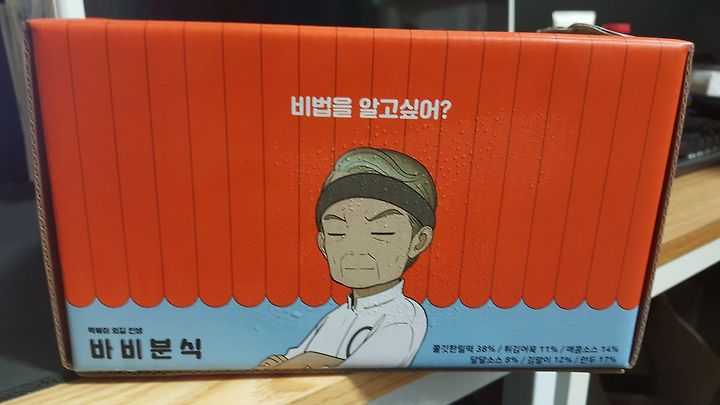 비법을 알고싶어?
떡볶이 외길 인생
바비분식
쫄깃한밀떡 38% / 튀김어묵 11% / 매콤소스 14%
달달소스 8% / 김말이 12% / 만두 17%